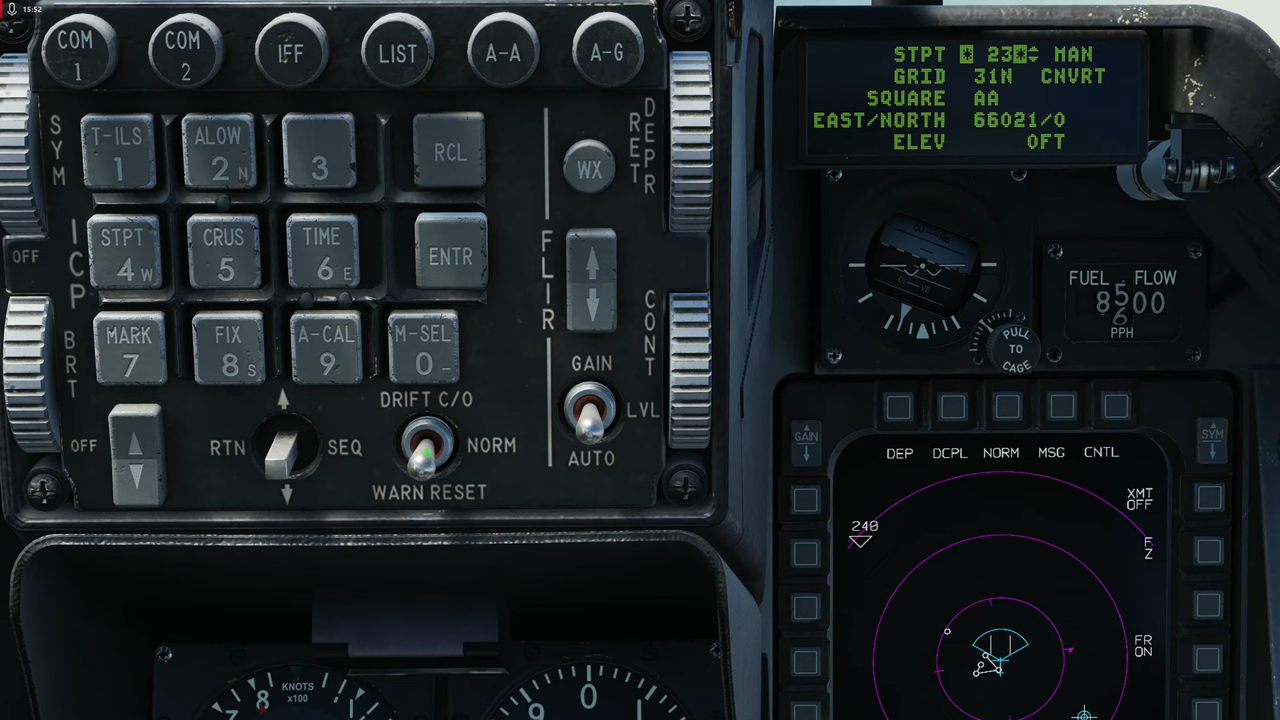 15:52
COM 1
COM 2
IFF
LIST
A-A
A-G
SYM
T-ILS 1
ALOW 2 N
3
RCL
WX
RET
DEPR
ICP
OFF
STPT 4 W
CRUS 5
TIME 6 E
ENTR
FLIR
CONT
BRT
MARK 7
FIX 8 S
A-CAL 9
M-SEL 0 -
GAIN
LVL
AUTO
DRIFT C/O
OFF
RTN
SEQ
NORM
WARN RESET
STPT * 23* MAN
GRID 31N CNVRT
SQUARE AA
EAST/NORTH 66021/0
ELEV 0FT
FUEL FLOW
PPH
PULL
TO
CAGE
GAIN
SYM
DEP DCPL NORM MSG CNTL
XMT
OFF
240
F
Z
FR
ON
8
KNOTS
x100
7
9
0